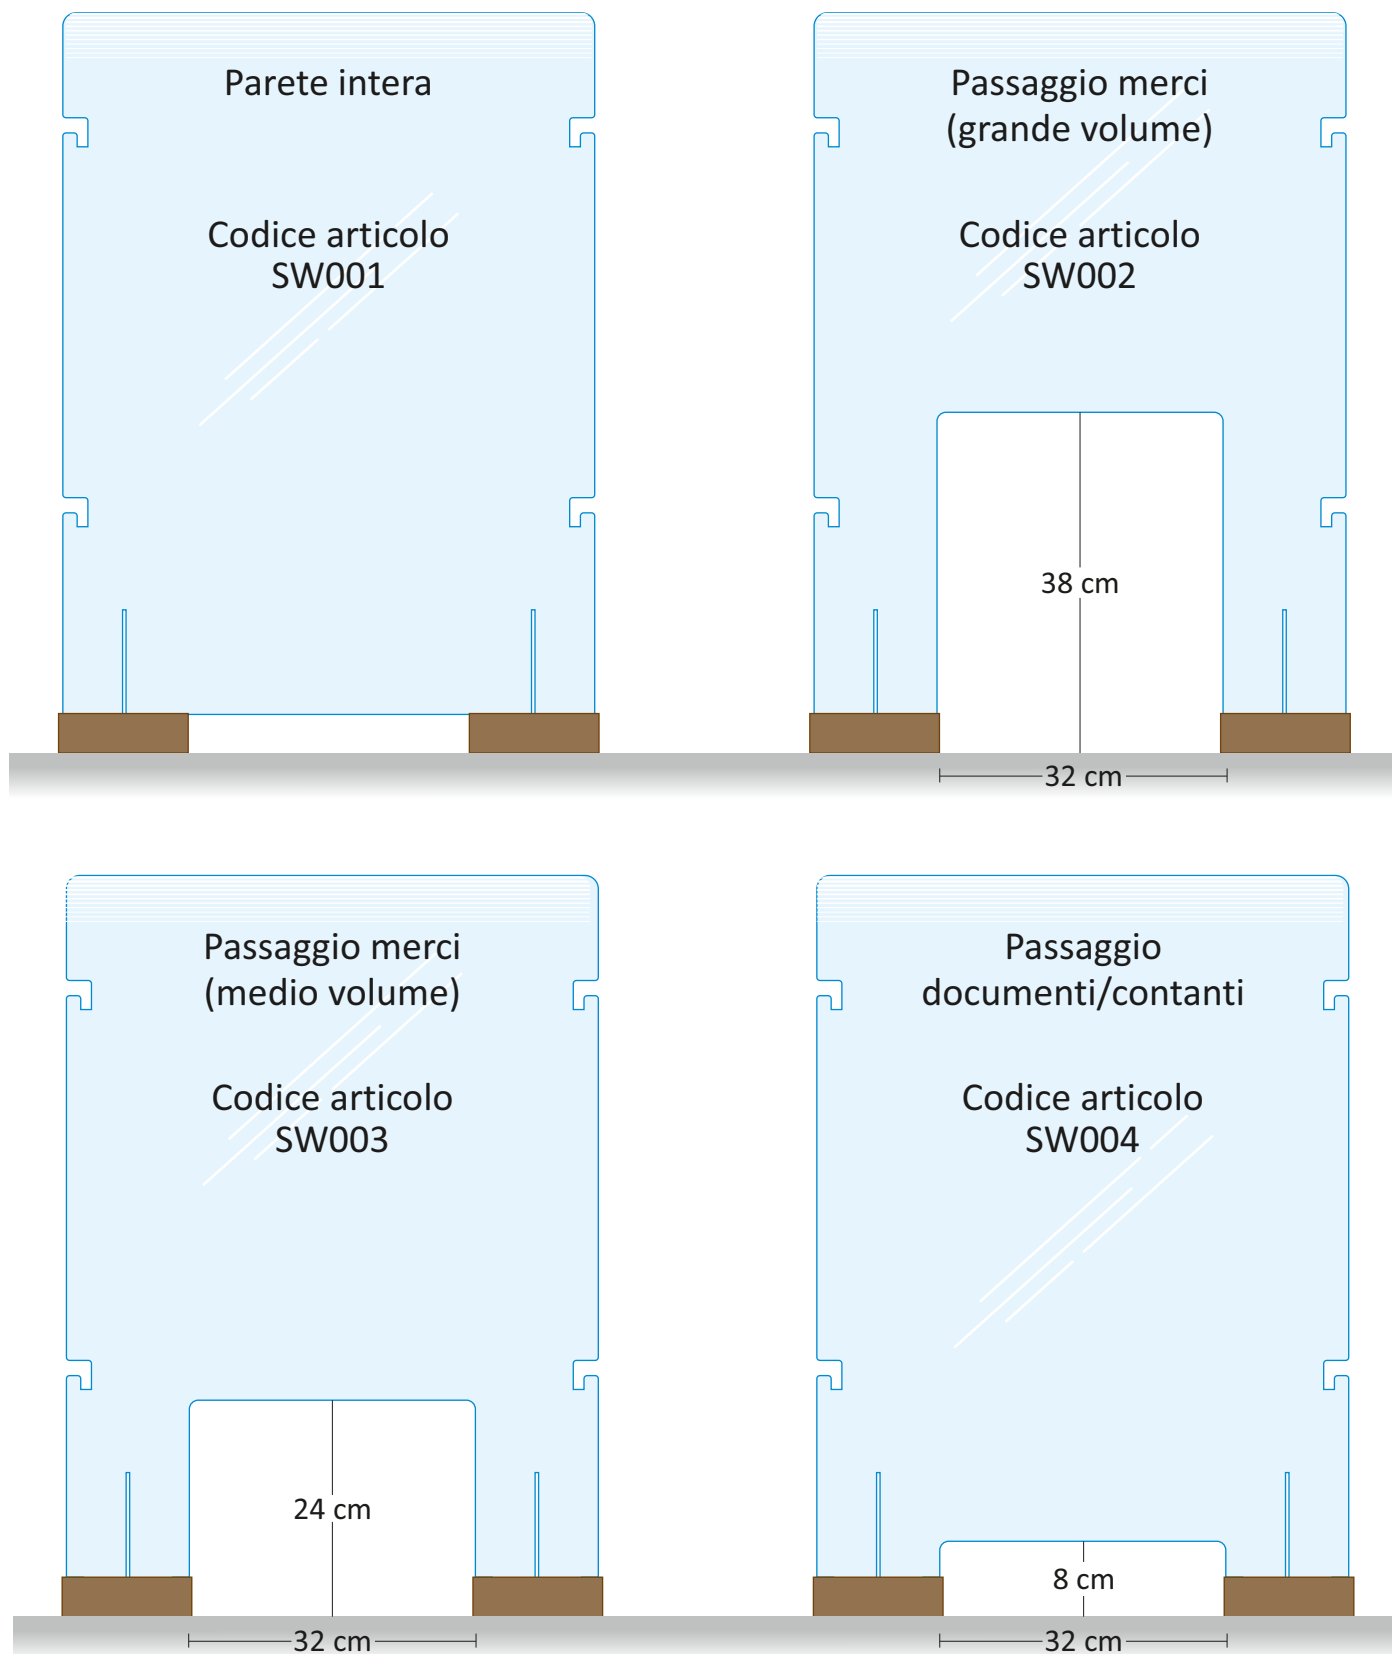 Parete intera
Codice articolo
SW001
Passaggio merci
(grande volume)
Codice articolo
SW002
38 cm
32 cm
Passaggio merci
(medio volume)
Codice articolo
SW003
24 cm
32 cm
Passaggio
documenti/contanti
Codice articolo
SW004
8 cm
32 cm